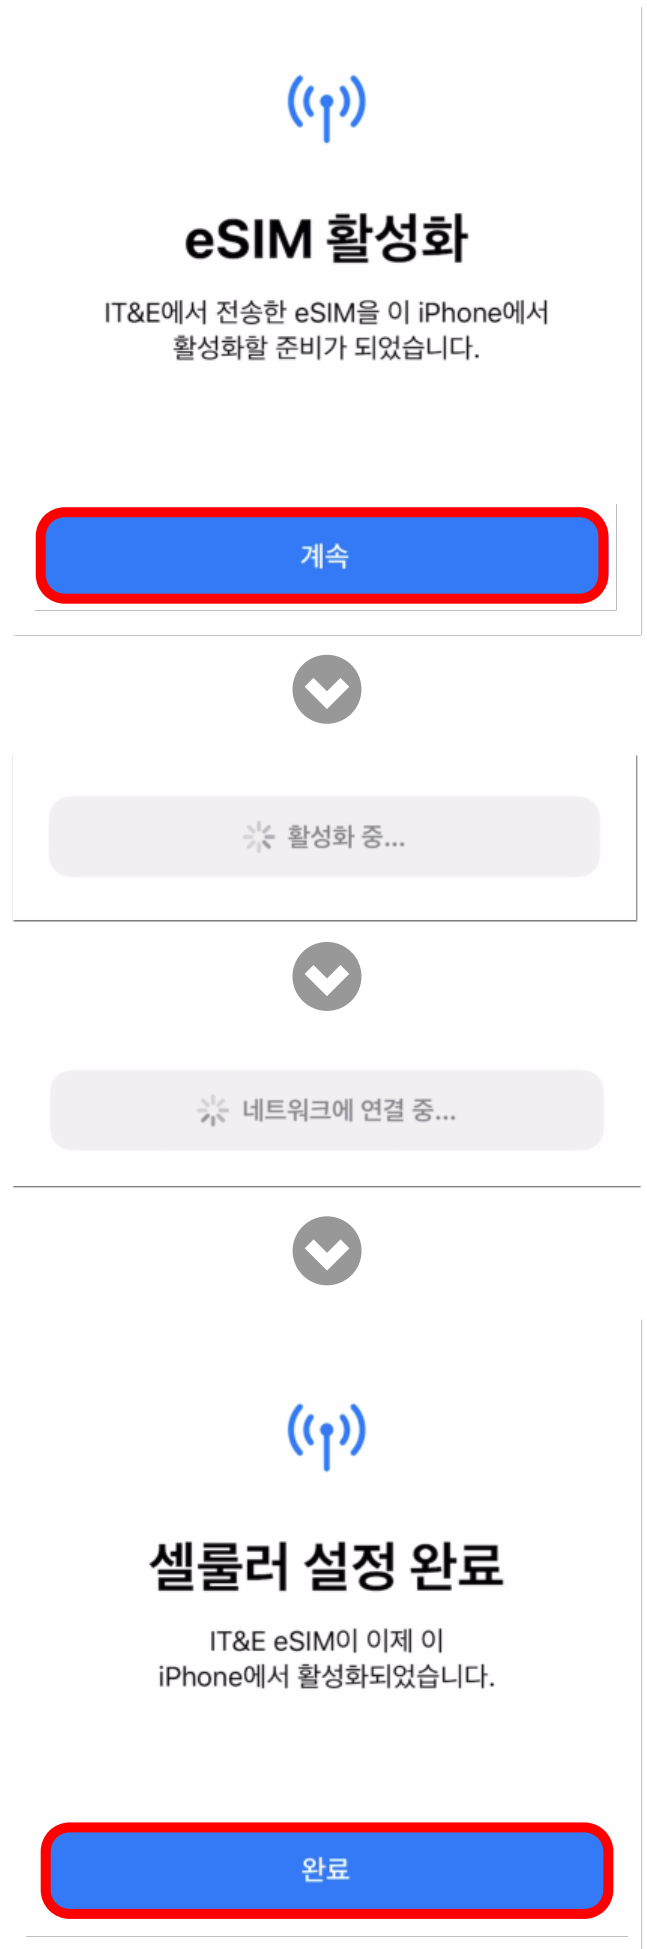 eSIM 활성화
IT&E에서 전송한 eSIM을 이 iPhone에서
활성화할 준비가 되었습니다.
계속
활성화 중...
네트워크에 연결 중...
셀룰러 설정 완료
IT&E eSIM이 이제 이
iPhone에서 활성화되었습니다.
완료